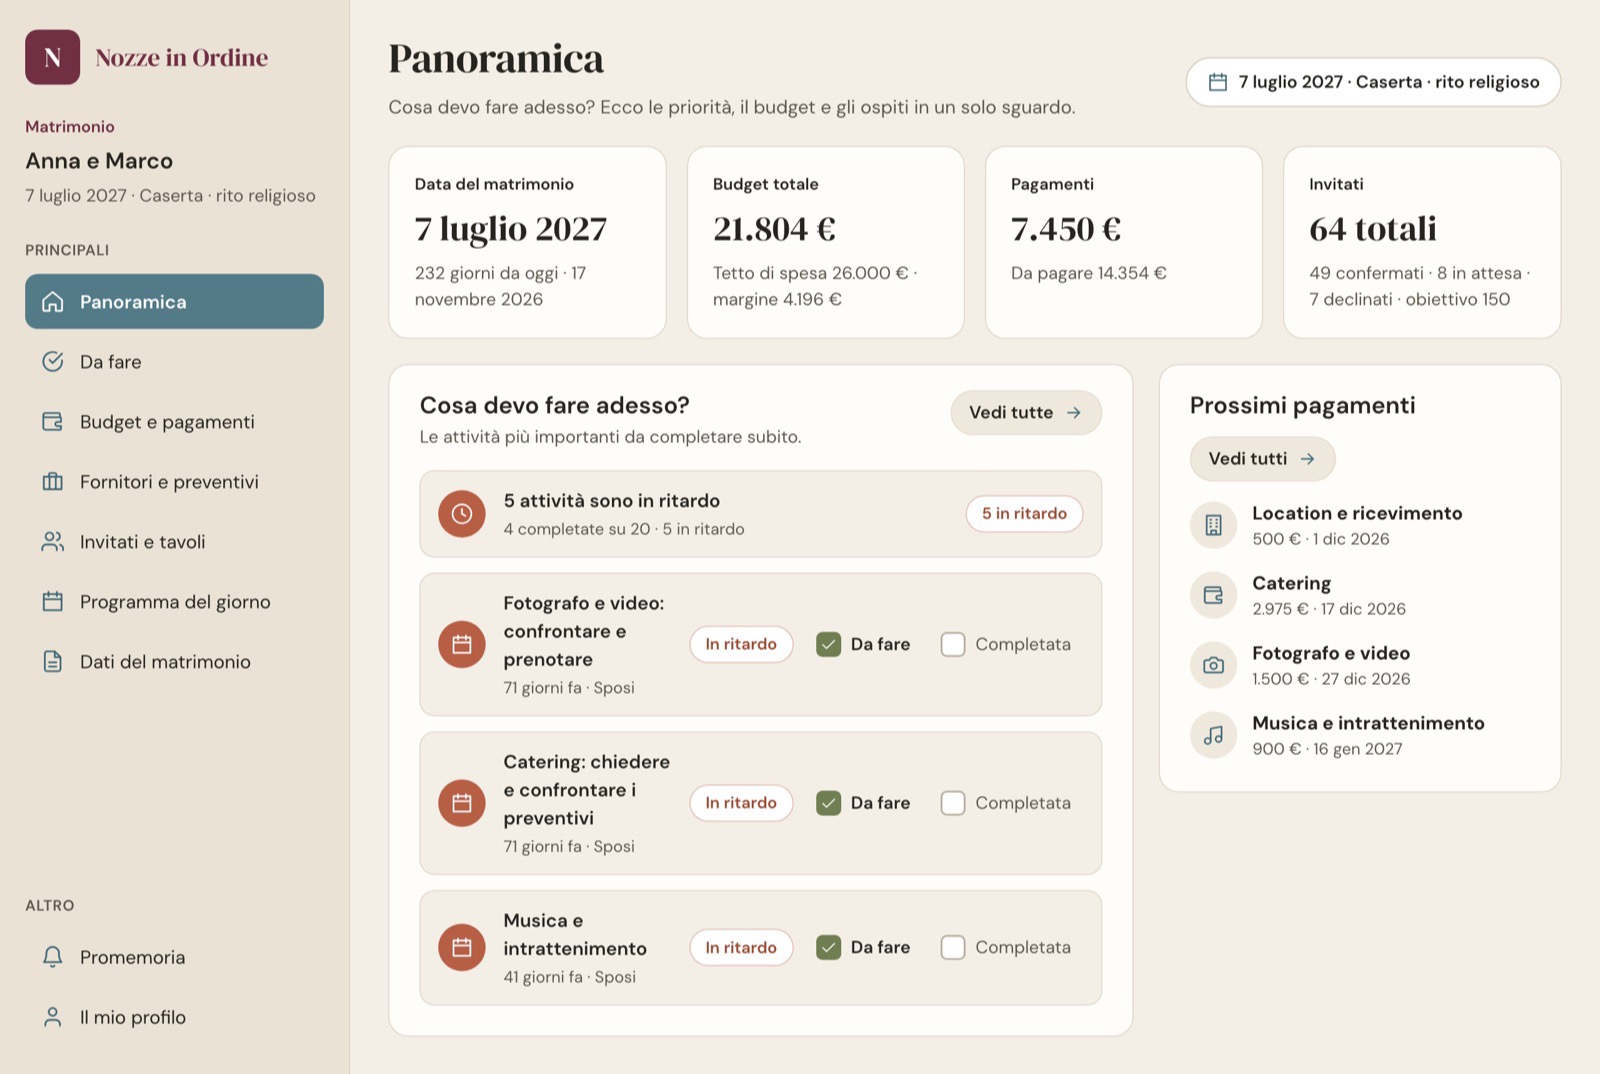 N
Nozze in Ordine
Matrimonio
Anna e Marco
7 luglio 2027 · Caserta · rito religioso
PRINCIPALI
Panoramica
Da fare
Budget e pagamenti
Fornitori e preventivi
Invitati e tavoli
Programma del giorno
Dati del matrimonio
ALTRO
Promemoria
Il mio profilo
Panoramica
Cosa devo fare adesso? Ecco le priorità, il budget e gli ospiti in un solo sguardo.
7 luglio 2027 · Caserta · rito religioso
Data del matrimonio
7 luglio 2027
232 giorni da oggi · 17
novembre 2026
Budget totale
21.804 €
Tetto di spesa 26.000 € ·
margine 4.196 €
Pagamenti
7.450 €
Da pagare 14.354 €
Invitati
64 totali
49 confermati · 8 in attesa ·
7 declinati · obiettivo 150
Cosa devo fare adesso?
Le attività più importanti da completare subito.
Vedi tutte
5 attività sono in ritardo
4 completate su 20 · 5 in ritardo
5 in ritardo
Fotografo e video:
confrontare e
prenotare
71 giorni fa · Sposi
In ritardo
Da fare
Completata
Catering: chiedere
e confrontare i
preventivi
71 giorni fa · Sposi
In ritardo
Da fare
Completata
Musica e
intrattenimento
41 giorni fa · Sposi
In ritardo
Da fare
Completata
Prossimi pagamenti
Vedi tutti
Location e ricevimento
500 € · 1 dic 2026
Catering
2.975 € · 17 dic 2026
Fotografo e video
1.500 € · 27 dic 2026
Musica e intrattenimento
900 € · 16 gen 2027